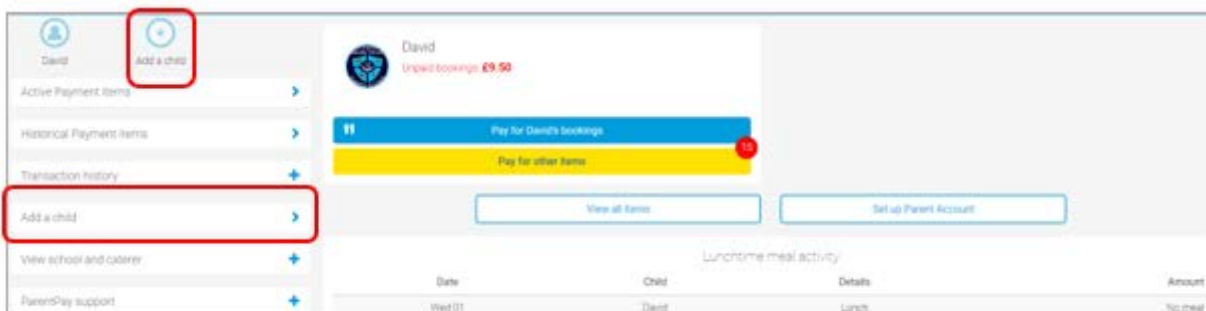 David
Add a child
Active Payment items
Historical Payment items
Transaction history
Add a child
View school and caterer
ParentPay support
David
Unpaid bookings: £9.50
Pay for David's bookings
Pay for other items
15
View all items
Set up Parent Account
Lunchtime meal activity
Date Child Details Amount
Wed 01 David Lunch No meal